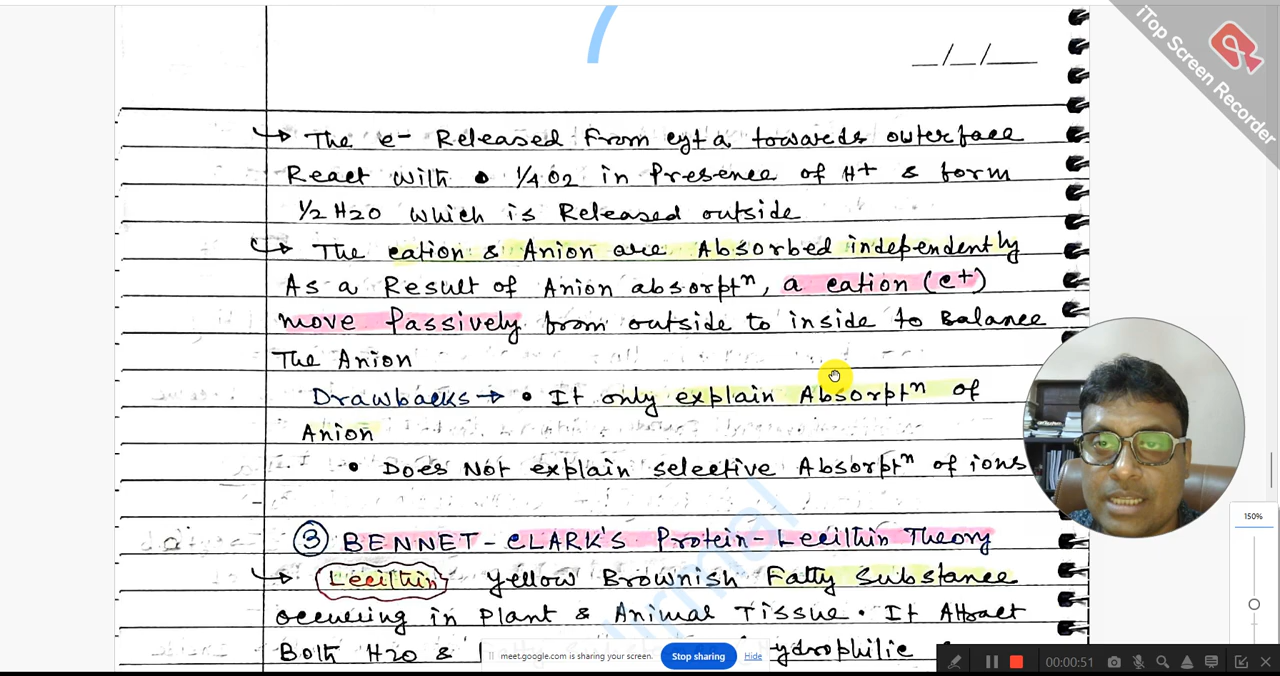 iTop Screen Recorder
_/_/_
↳ The e- Released From cyt a towards outerface
React With • 1/4 O2 in Presence of H+ & form
1/2 H2O which is Released outside
↳ The cation & Anion are Absorbed independently
As a Result of Anion absorptⁿ, a cation (c+)
move Passively from outside to inside to Balance
The Anion
Drawbacks → • It only explain Absorptⁿ of
Anion
• Does Not explain selective Absorptⁿ of ions
③ BENNET-CLARK'S Protein-Lecithin Theory
↳ Lecithin Yellow Brownish Fatty Substance
occuring in Plant & Animal Tissue. It Attract
Both H2O &
meet.google.com is sharing your screen. Stop sharing Hide
150%
00:00:51